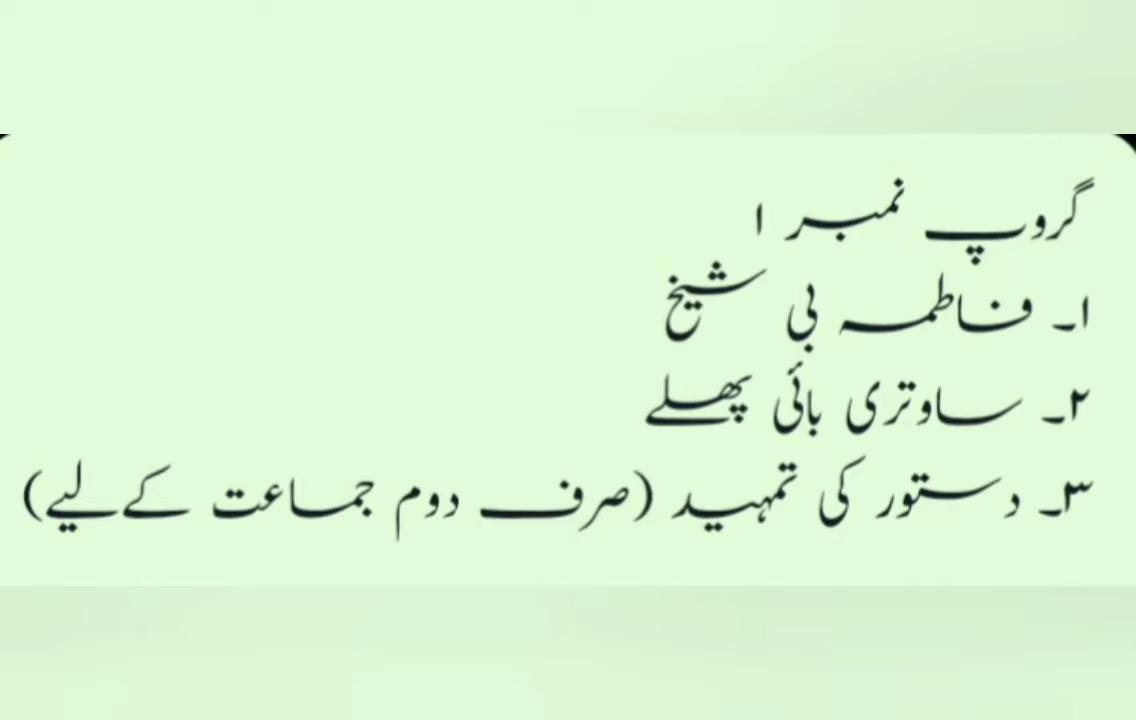 گروپ نمبر ۱
۱۔ فاطمہ بی شیخ
۲۔ ساوتری بائی پھلے
۳۔ دستور کی تمہید (صرف دوم جماعت کے لیے)